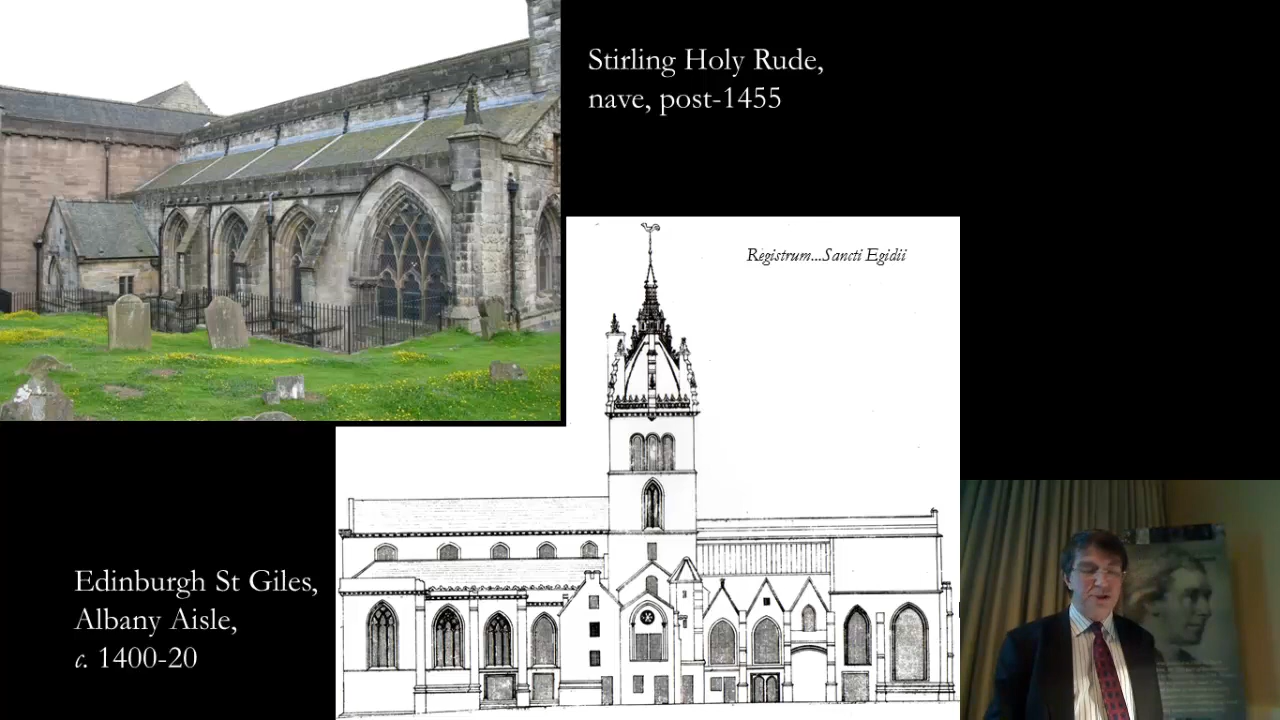 Stirling Holy Rude,
nave, post-1455
Registrum...Sancti Egidii
Edinburgh St Giles,
Albany Aisle,
c. 1400-20